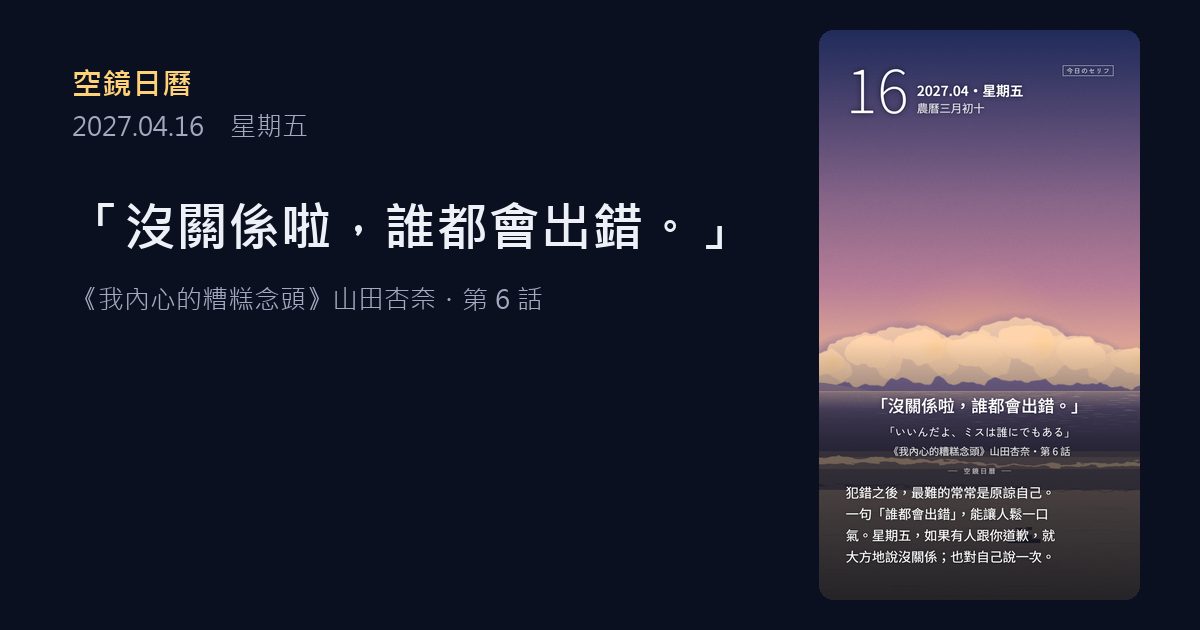 空鏡日曆
2027.04.16 星期五
「沒關係啦，誰都會出錯。」
《我內心的糟糕念頭》山田杏奈・第 6 話
今日のセリフ
16
2027.04・星期五
農曆三月初十
「沒關係啦，誰都會出錯。」
「いいんだよ、ミスは誰にでもある」
《我內心的糟糕念頭》山田杏奈・第 6 話
— 空鏡日曆 —
犯錯之後，最難的常常是原諒自己。
一句「誰都會出錯」，能讓人鬆一口
氣。星期五，如果有人跟你道歉，就
大方地說沒關係；也對自己說一次。